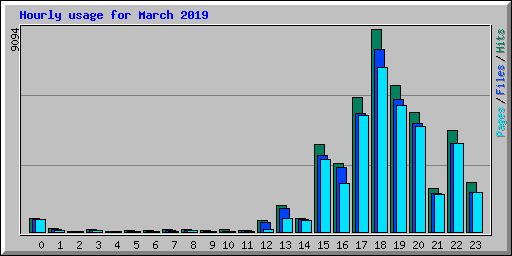 Hourly usage for March 2019
9094
Pages/Files/Hits
0 1 2 3 4 5 6 7 8 9 10 11 12 13 14 15 16 17 18 19 20 21 22 23